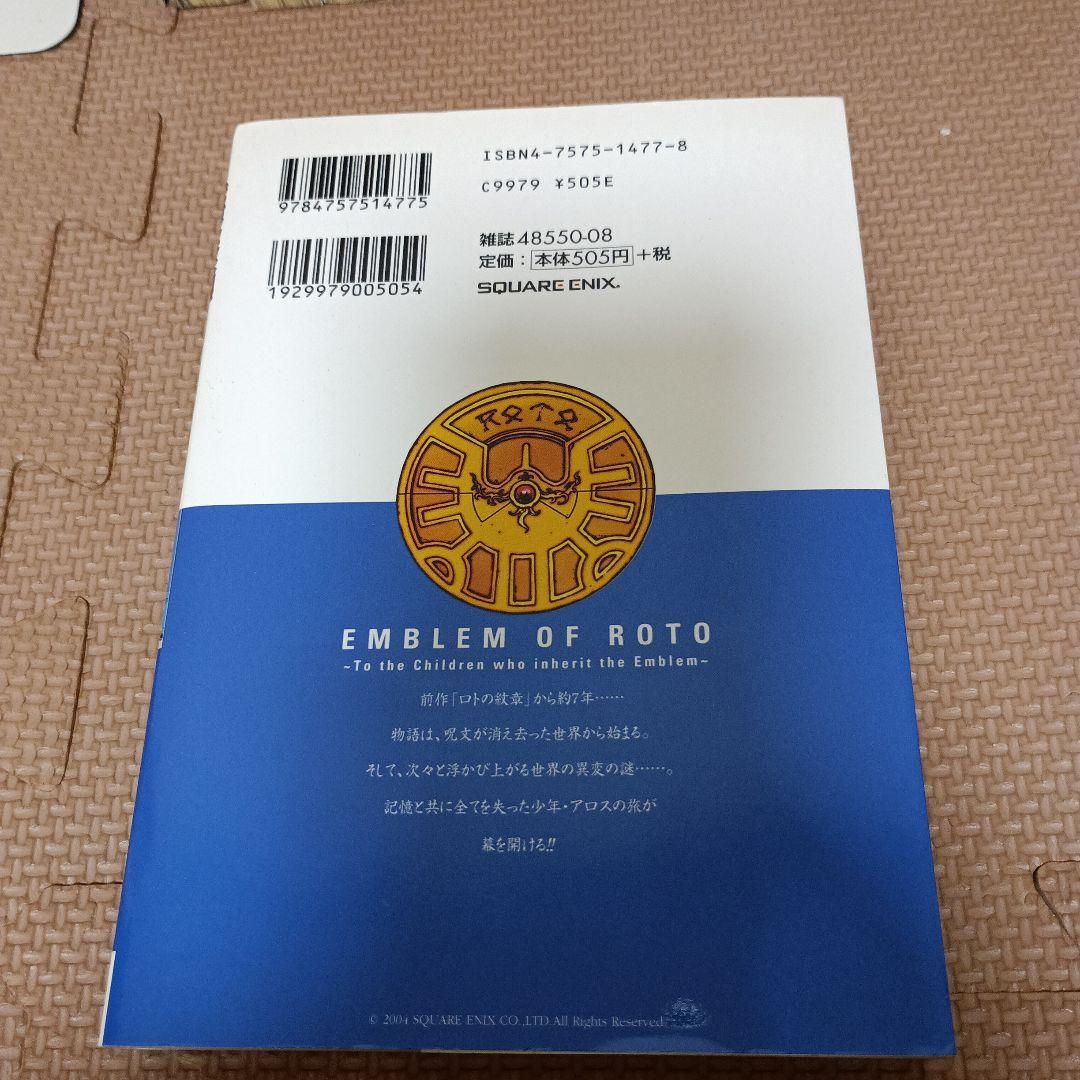 ISBN4-7575-1477-8
C9979 ¥505E
9784757514775
雑誌 48550-08
定価：本体505円＋税
1929979005054
SQUARE ENIX®
ROTO
EMBLEM OF ROTO
~To the Children who inherit the Emblem~
前作「ロトの紋章」から約7年……
物語は、呪文が消え去った世界から始まる。
そして、次々と浮かび上がる世界の異変の謎……。
記憶と共に全てを失った少年・アロスの旅が
幕を開ける!!
© 2004 SQUARE ENIX CO.,LTD.All Rights Reserved.